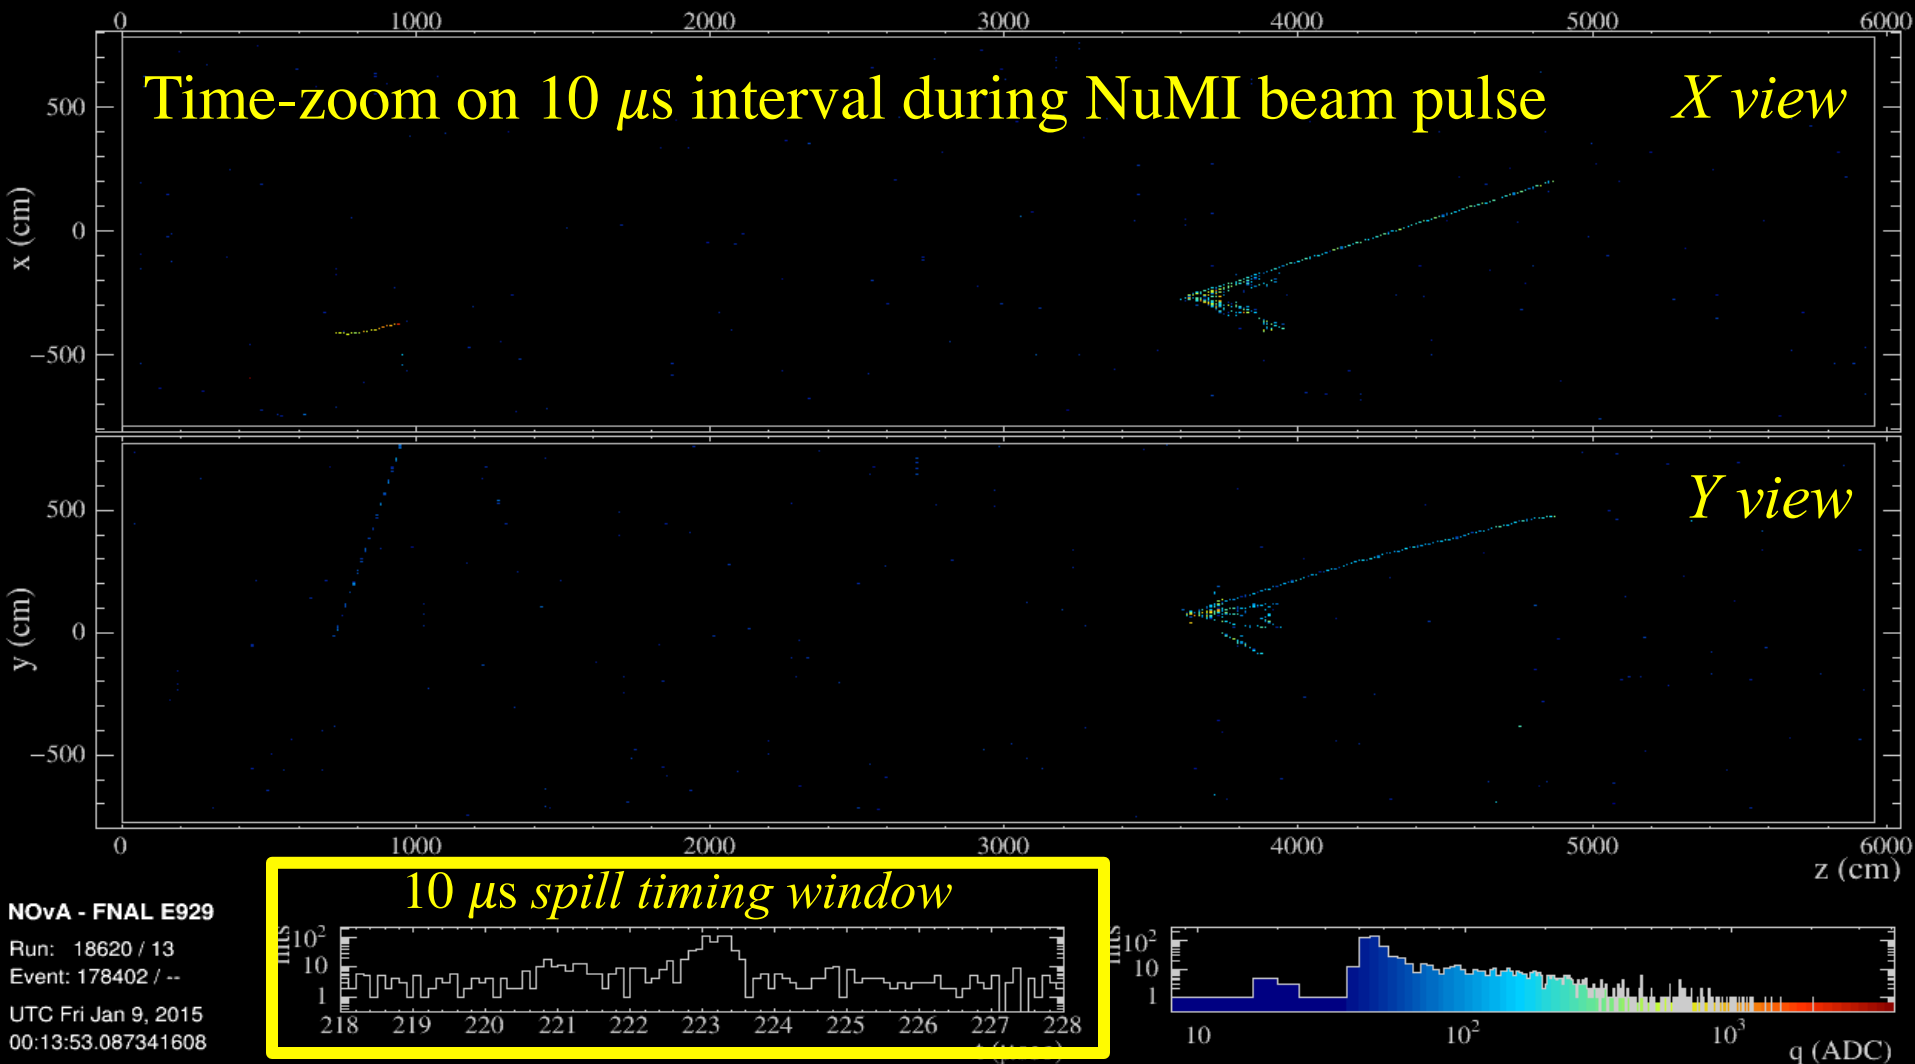 0 1000 2000 3000 4000 5000 6000
Time-zoom on 10 μs interval during NuMI beam pulse
X view
500
0
−500
x (cm)
Y view
500
0
−500
y (cm)
0 1000 2000 3000 4000 5000 6000
z (cm)
NOvA - FNAL E929
Run: 18620 / 13
Event: 178402 / --
UTC Fri Jan 9, 2015
00:13:53.087341608
10 μs spill timing window
10²
10
1
218 219 220 221 222 223 224 225 226 227 228
10²
10
1
10 10² 10³
q (ADC)